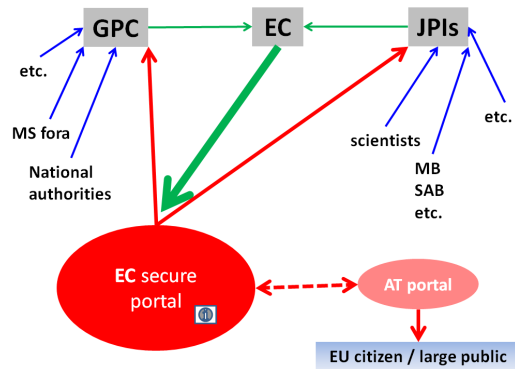 GPC
EC
JPIs
etc.
MS fora
National
authorities
scientists
etc.
MB
SAB
etc.
EC secure
portal
AT portal
EU citizen / large public